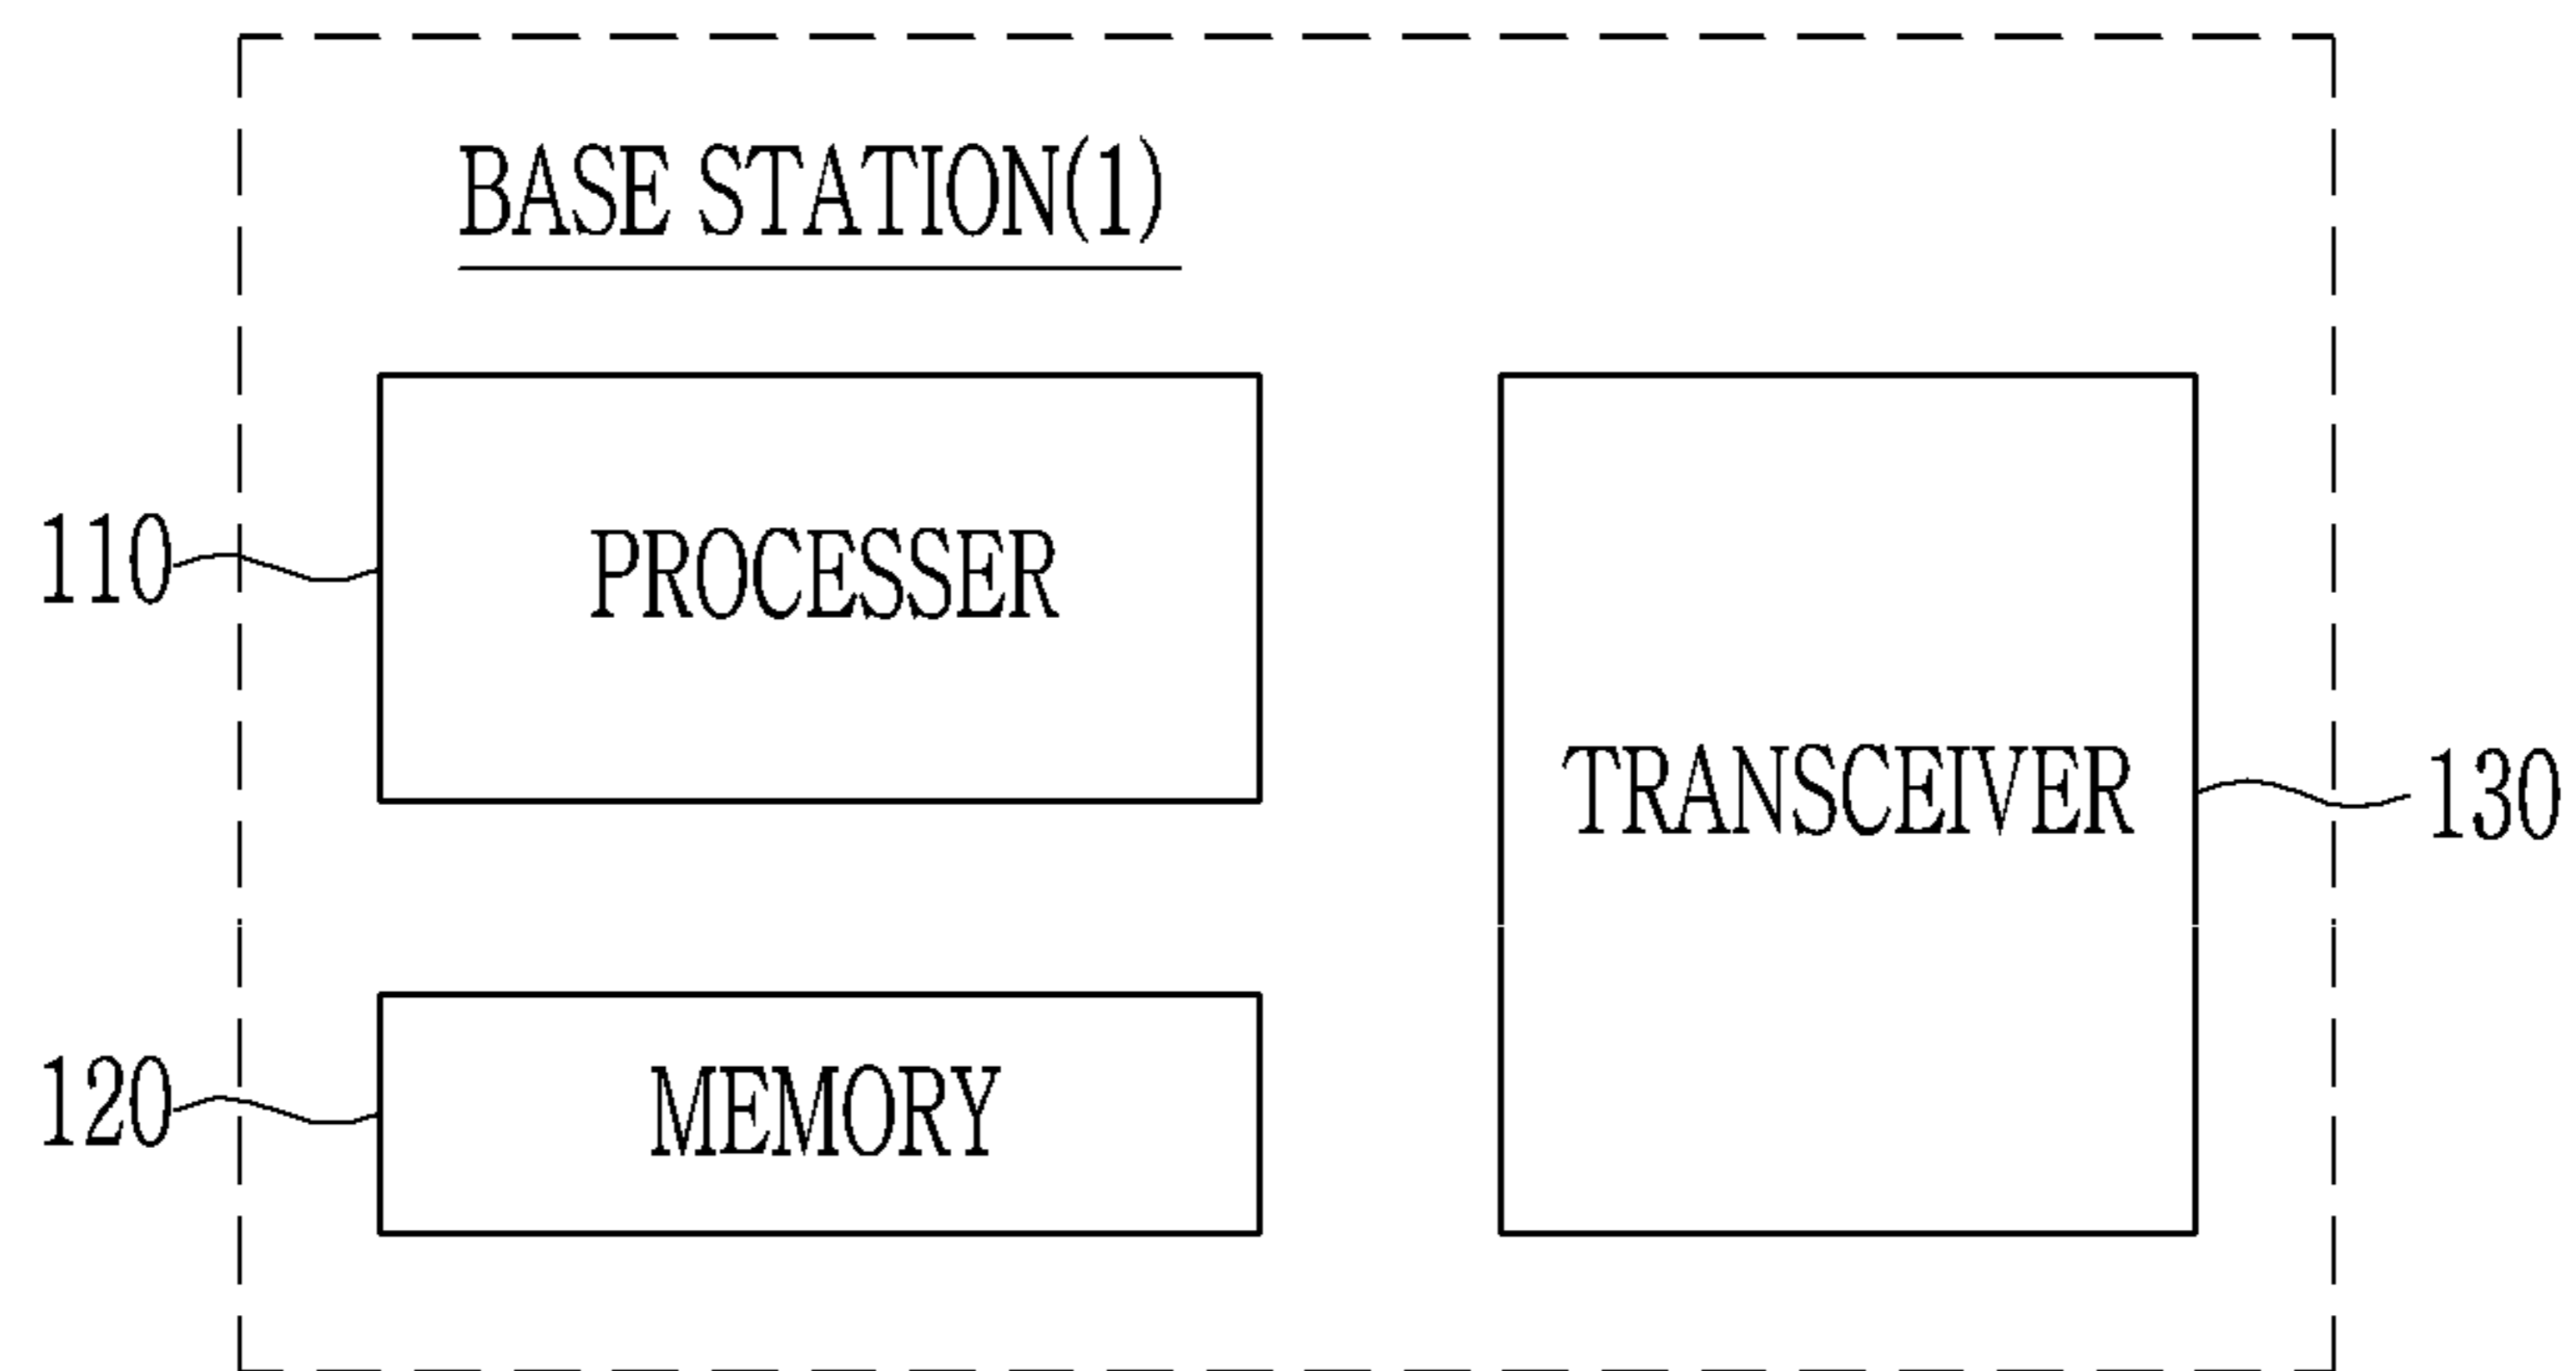 BASE STATION(1)
110
PROCESSER
TRANSCEIVER
130
120
MEMORY